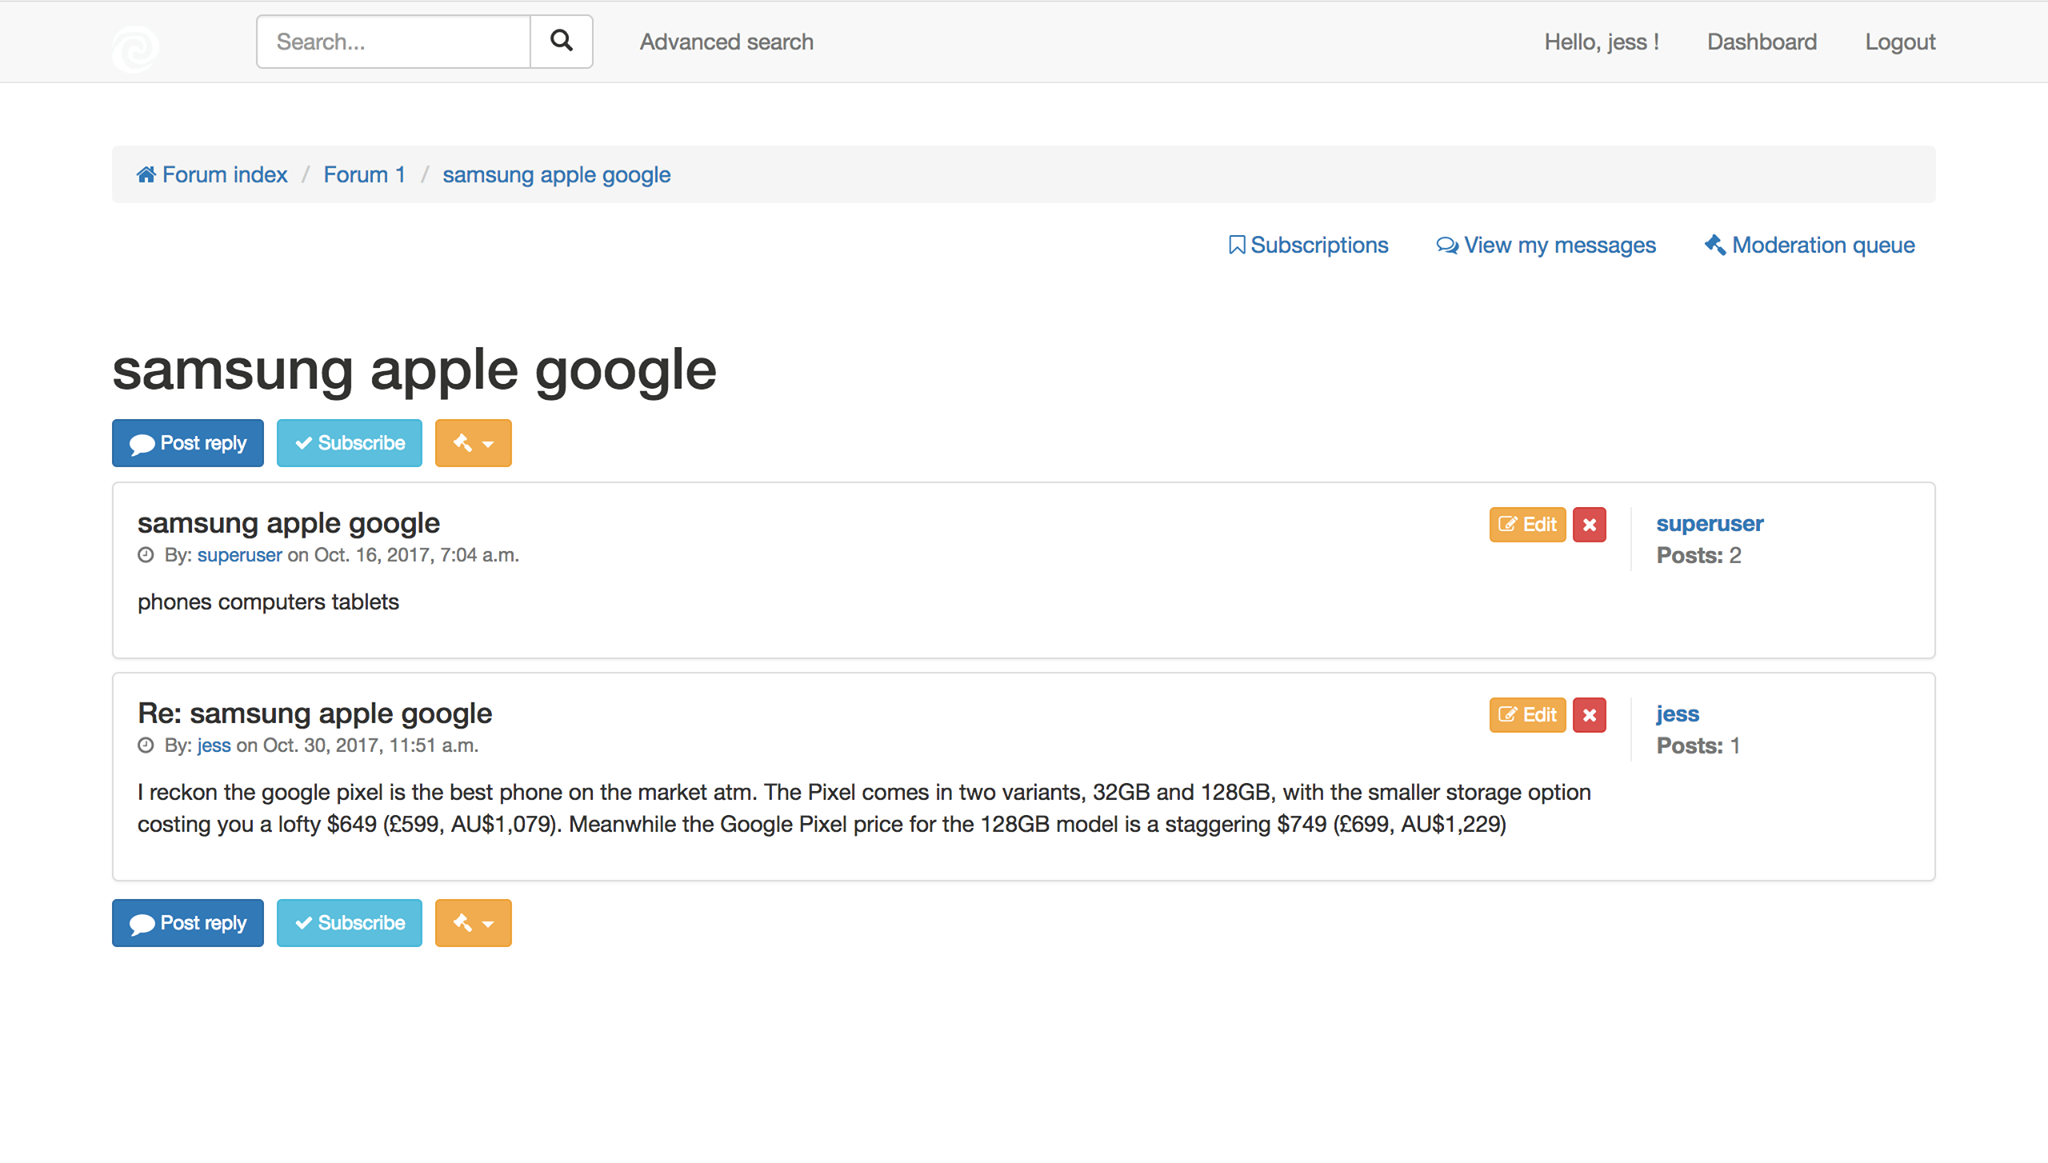 Search... Advanced search Hello, jess ! Dashboard Logout
Forum index / Forum 1 / samsung apple google
Subscriptions View my messages Moderation queue
samsung apple google
Post reply Subscribe
samsung apple google Edit superuser
By: superuser on Oct. 16, 2017, 7:04 a.m. Posts: 2
phones computers tablets
Re: samsung apple google Edit jess
By: jess on Oct. 30, 2017, 11:51 a.m. Posts: 1
I reckon the google pixel is the best phone on the market atm. The Pixel comes in two variants, 32GB and 128GB, with the smaller storage option
costing you a lofty $649 (£599, AU$1,079). Meanwhile the Google Pixel price for the 128GB model is a staggering $749 (£699, AU$1,229)
Post reply Subscribe